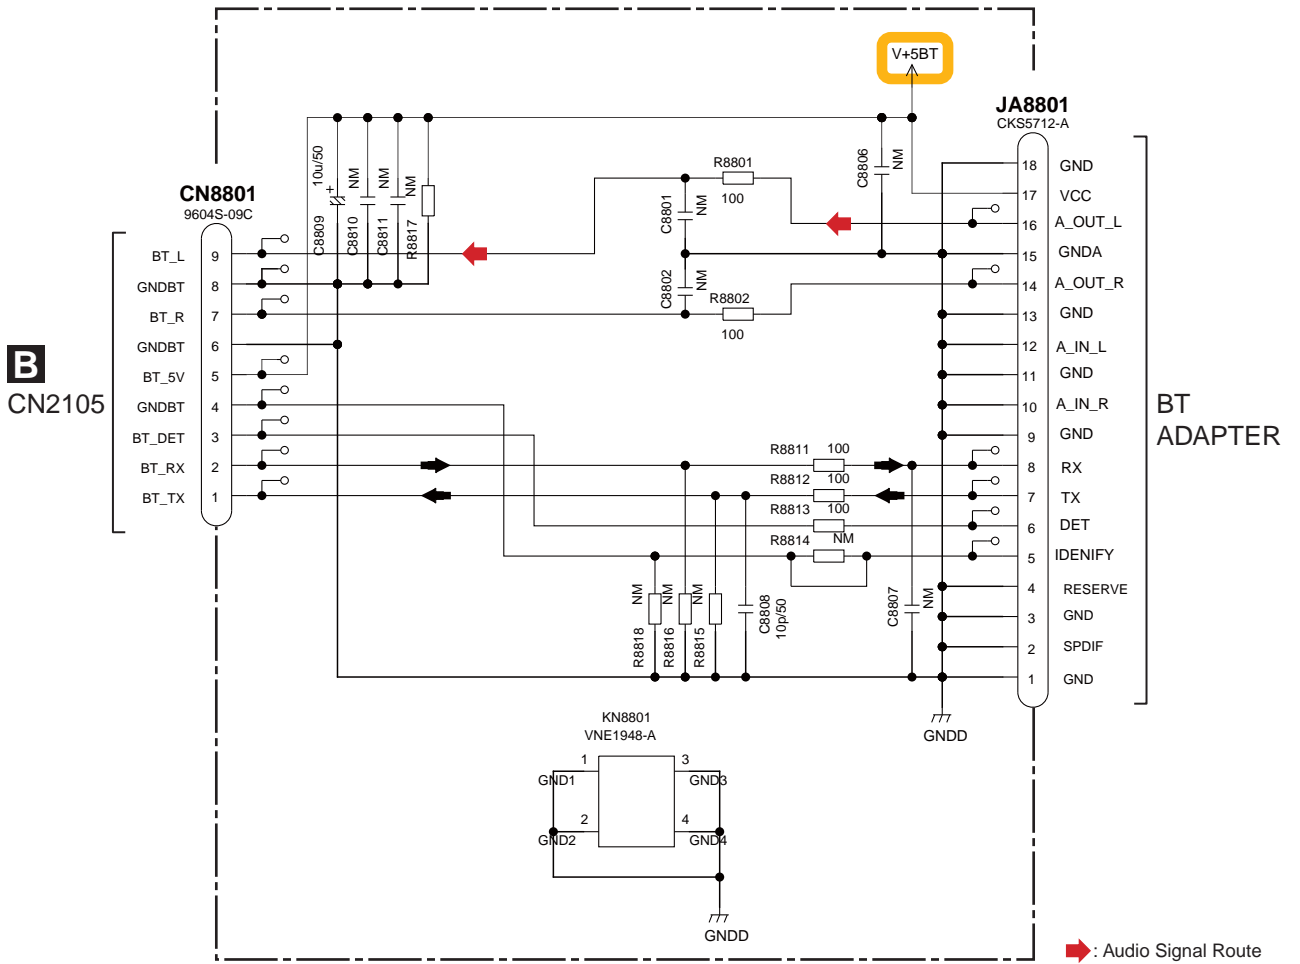 V+5BT
JA8801
CKS5712-A
CN8801
9604S-09C
10u/50
NM
NM
C8809
C8810
C8811
R8817
R8801
100
C8801
NM
C8802
NM
R8802
100
C8806
NM
BT_L 9
GNDBT 8
BT_R 7
GNDBT 6
BT_5V 5
GNDBT 4
BT_DET 3
BT_RX 2
BT_TX 1
B
CN2105
18 GND
17 VCC
16 A_OUT_L
15 GNDA
14 A_OUT_R
13 GND
12 A_IN_L
11 GND
10 A_IN_R
9 GND
8 RX
7 TX
6 DET
5 IDENIFY
4 RESERVE
3 GND
2 SPDIF
1 GND
BT
ADAPTER
R8811 100
R8812 100
R8813 100
R8814 NM
NM
NM
NM
R8818
R8816
R8815
C8808
10p/50
C8807
NM
GNDD
KN8801
VNE1948-A
1 3
GND1 GND3
2 4
GND2 GND4
GNDD
: Audio Signal Route